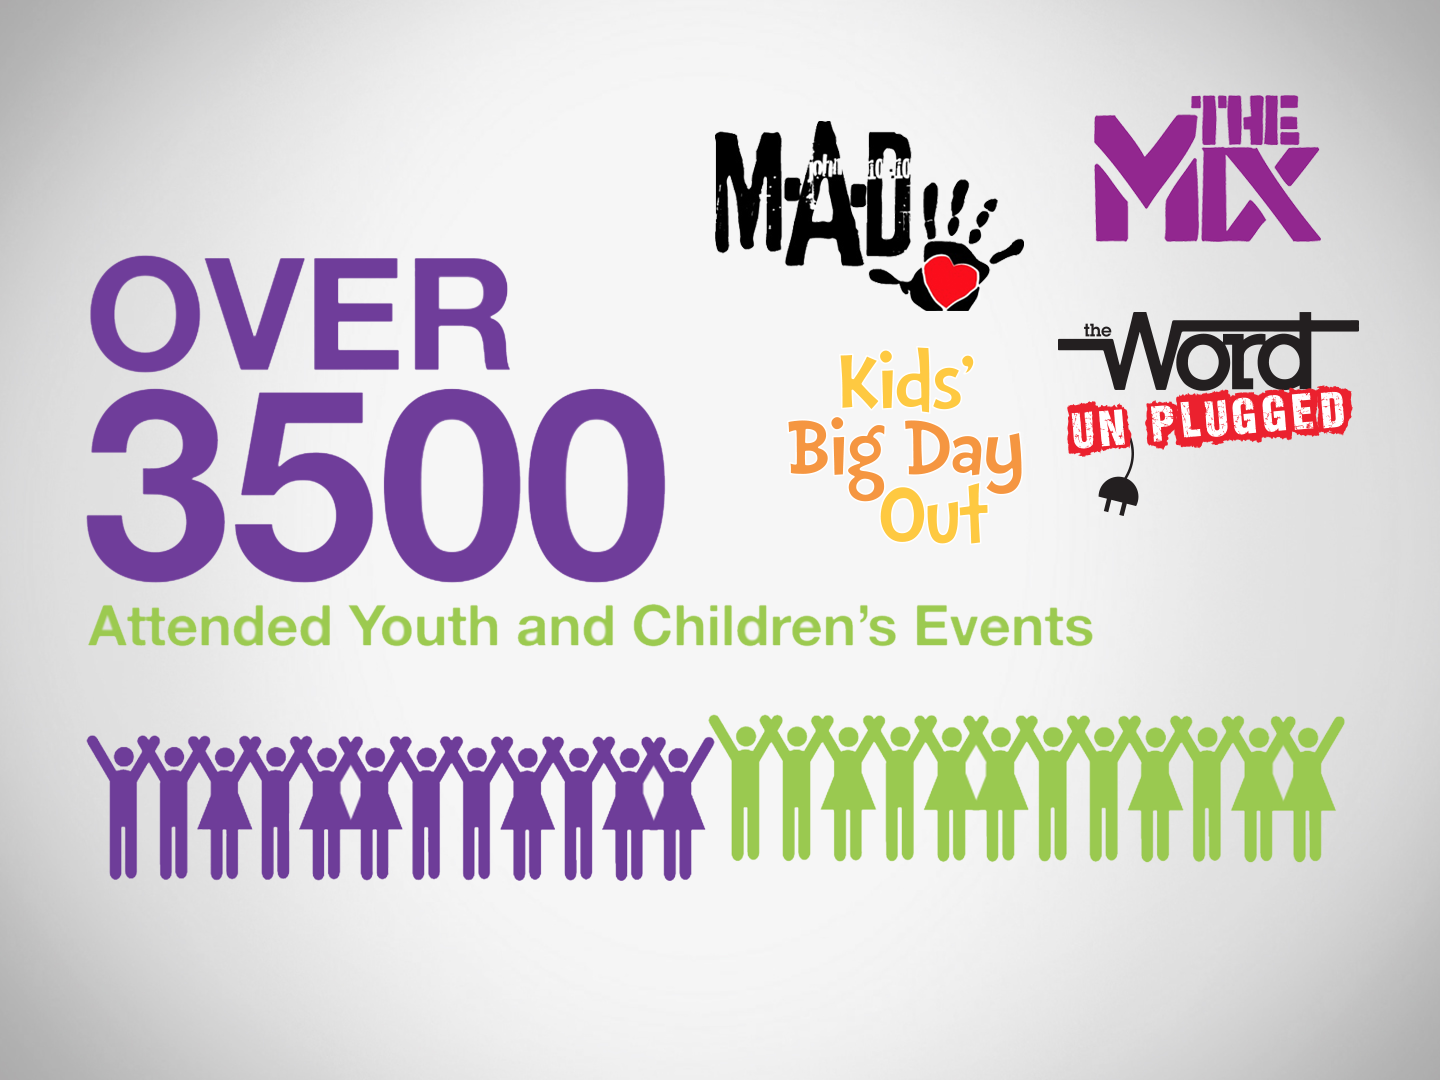 OVER
3500
Attended Youth and Children's Events
M·A·D
john 10:10
THE
MIX
Kids'
Big Day
Out
the Word
UN PLUGGED